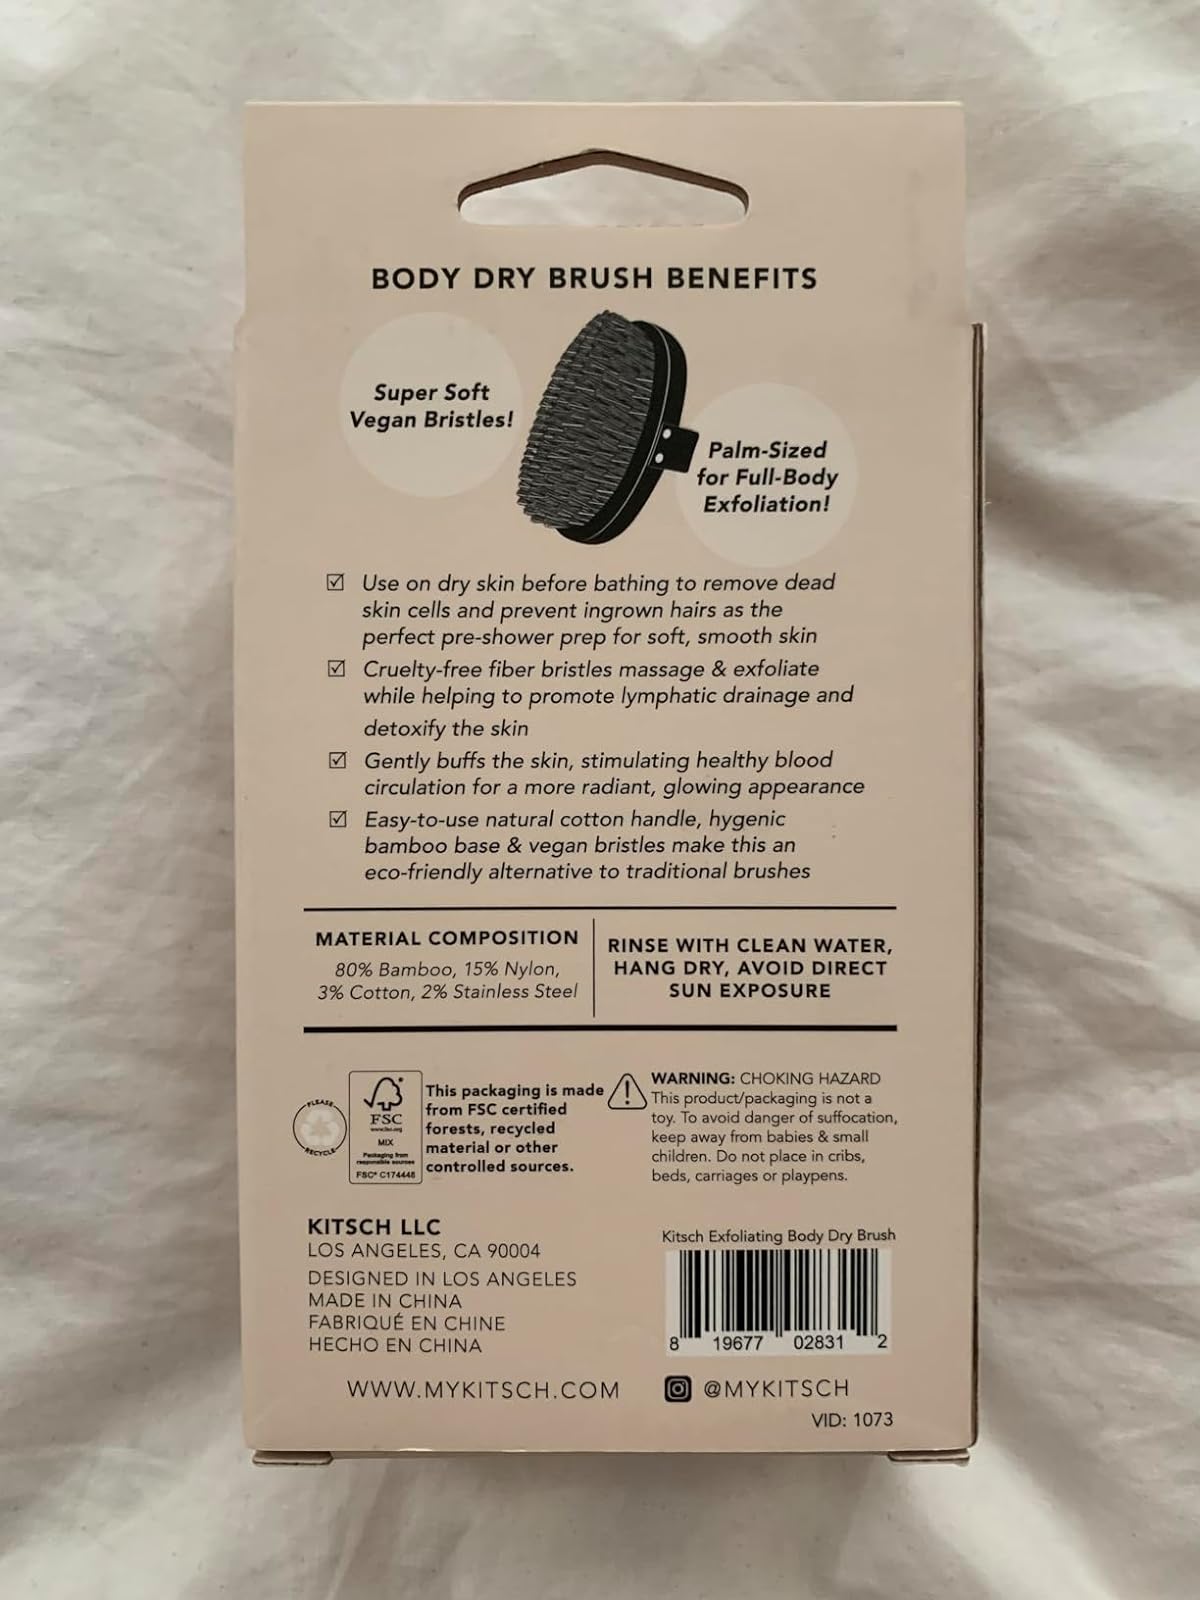 BODY DRY BRUSH BENEFITS
Super Soft
Vegan Bristles!
Palm-Sized
for Full-Body
Exfoliation!
☑ Use on dry skin before bathing to remove dead
skin cells and prevent ingrown hairs as the
perfect pre-shower prep for soft, smooth skin
☑ Cruelty-free fiber bristles massage & exfoliate
while helping to promote lymphatic drainage and
detoxify the skin
☑ Gently buffs the skin, stimulating healthy blood
circulation for a more radiant, glowing appearance
☑ Easy-to-use natural cotton handle, hygenic
bamboo base & vegan bristles make this an
eco-friendly alternative to traditional brushes
MATERIAL COMPOSITION
80% Bamboo, 15% Nylon,
3% Cotton, 2% Stainless Steel
RINSE WITH CLEAN WATER,
HANG DRY, AVOID DIRECT
SUN EXPOSURE
PLEASE
RECYCLE
FSC
www.fsc.org
MIX
Packaging from
responsible sources
FSC® C174448
This packaging is made
from FSC certified
forests, recycled
material or other
controlled sources.
WARNING: CHOKING HAZARD
This product/packaging is not a
toy. To avoid danger of suffocation,
keep away from babies & small
children. Do not place in cribs,
beds, carriages or playpens.
KITSCH LLC
LOS ANGELES, CA 90004
DESIGNED IN LOS ANGELES
MADE IN CHINA
FABRIQUÉ EN CHINE
HECHO EN CHINA
Kitsch Exfoliating Body Dry Brush
8 19677 02831 2
WWW.MYKITSCH.COM
@MYKITSCH
VID: 1073